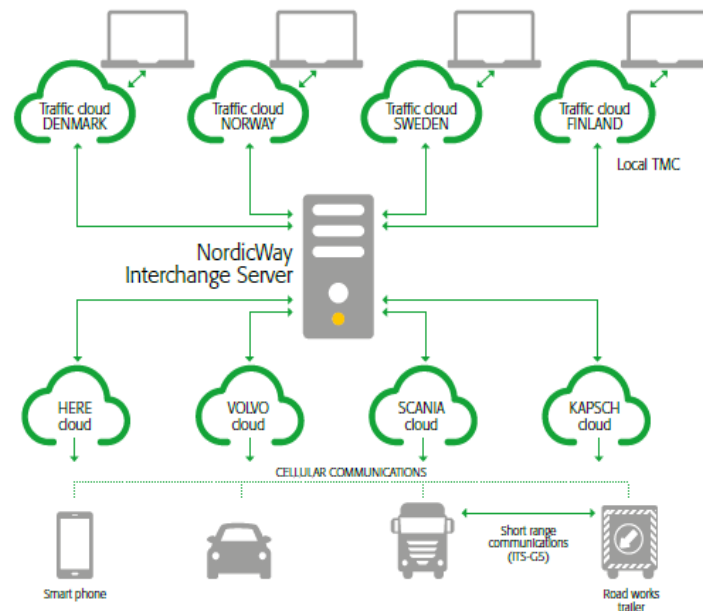 Traffic cloud
DENMARK
Traffic cloud
NORWAY
Traffic cloud
SWEDEN
Traffic cloud
FINLAND
Local TMC
NordicWay
Interchange Server
HERE
cloud
VOLVO
cloud
SCANIA
cloud
KAPSCH
cloud
CELLULAR COMMUNICATIONS
Short range
communications
(ITS-G5)
Smart phone
Road works
trailer